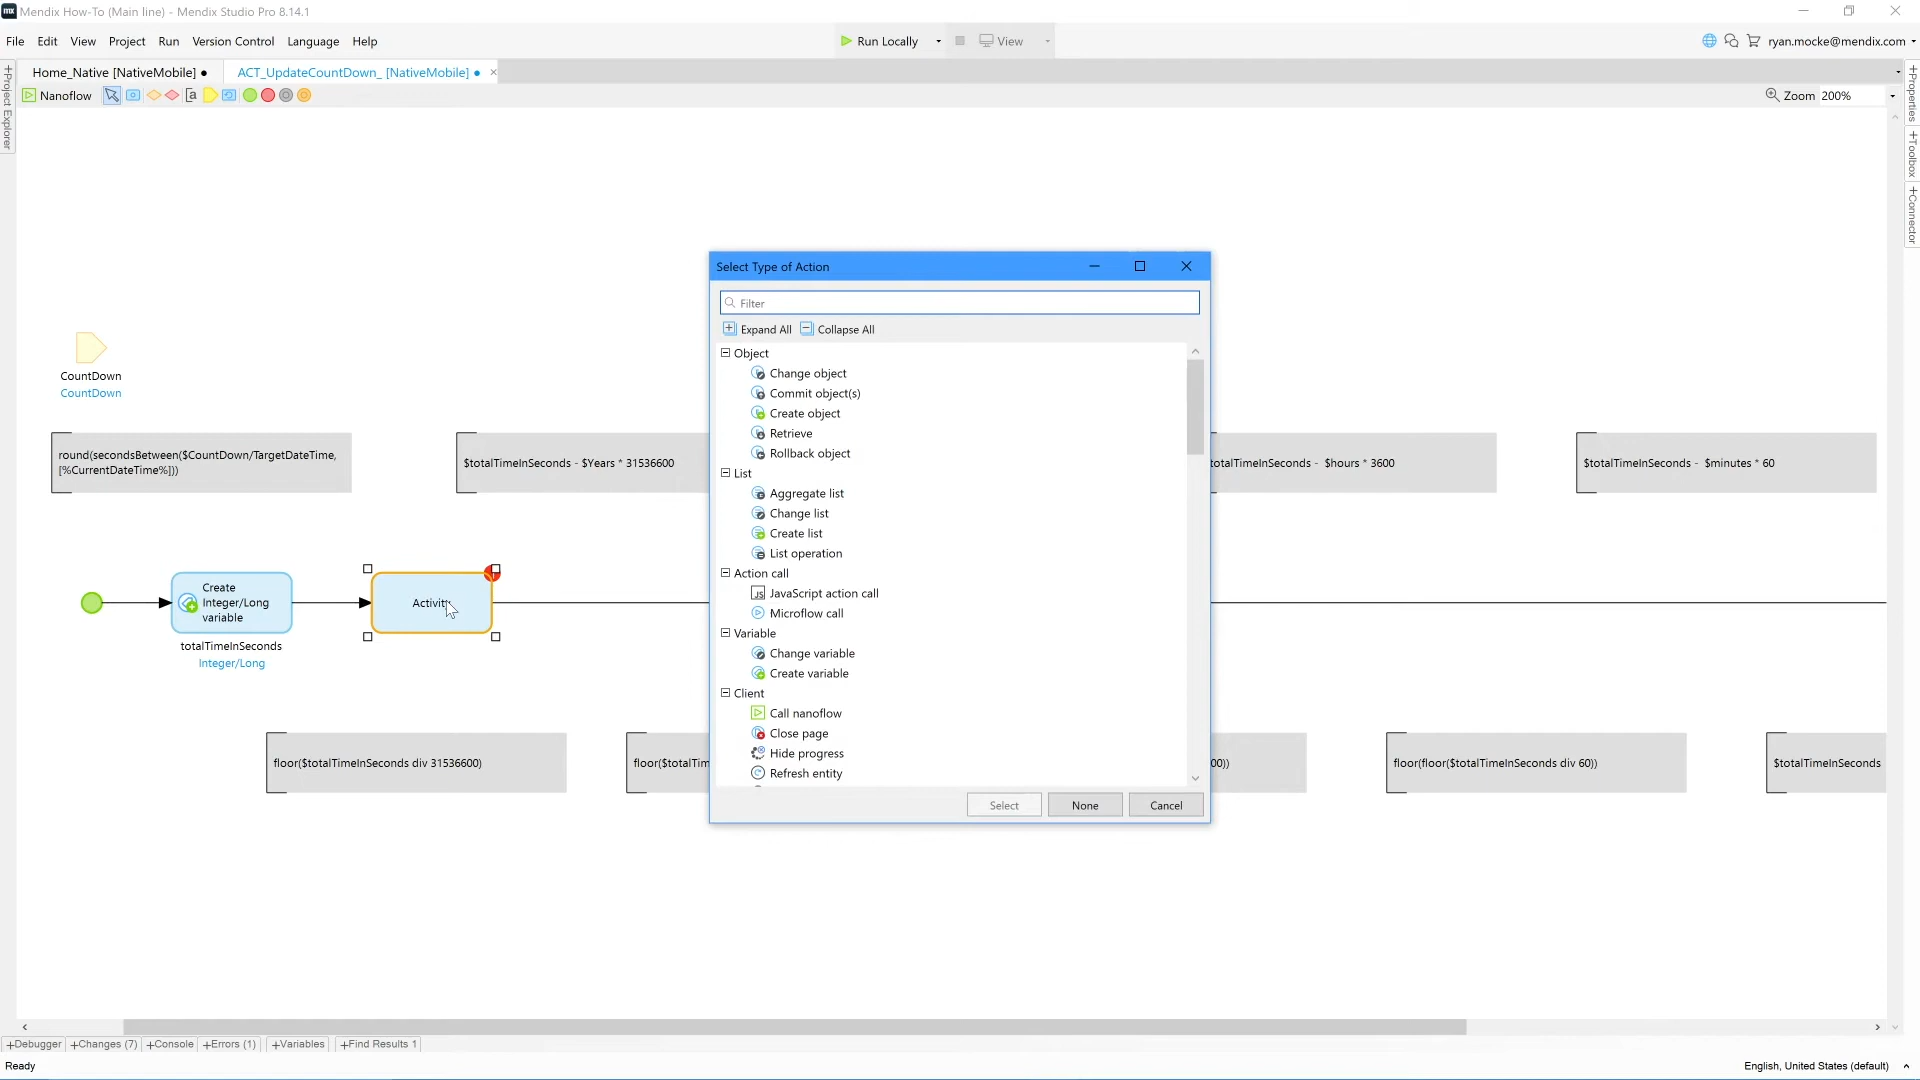 Mendix How-To (Main line) - Mendix Studio Pro 8.14.1
File Edit View Project Run Version Control Language Help
Run Locally
View
ryan.mocke@mendix.com
Home_Native [NativeMobile]
ACT_UpdateCountDown_ [NativeMobile]
Nanoflow
Zoom 200%
Project Explorer
Properties
Toolbox
Connector
Select Type of Action
Filter
Expand All Collapse All
Object
Change object
Commit object(s)
Create object
Retrieve
Rollback object
List
Aggregate list
Change list
Create list
List operation
Action call
JavaScript action call
Microflow call
Variable
Change variable
Create variable
Client
Call nanoflow
Close page
Hide progress
Refresh entity
Select None Cancel
CountDown
CountDown
round(secondsBetween($CountDown/TargetDateTime,
[%CurrentDateTime%]))
$totalTimeInSeconds - $Years * 31536600
totalTimeInSeconds - $hours * 3600
$totalTimeInSeconds - $minutes * 60
Create
Integer/Long
variable
totalTimeInSeconds
Integer/Long
Activity
floor($totalTimeInSeconds div 31536600)
floor($totalTim
00))
floor(floor($totalTimeInSeconds div 60))
$totalTimeInSeconds
+Debugger +Changes (7) +Console +Errors (1) +Variables +Find Results 1
Ready
English, United States (default)